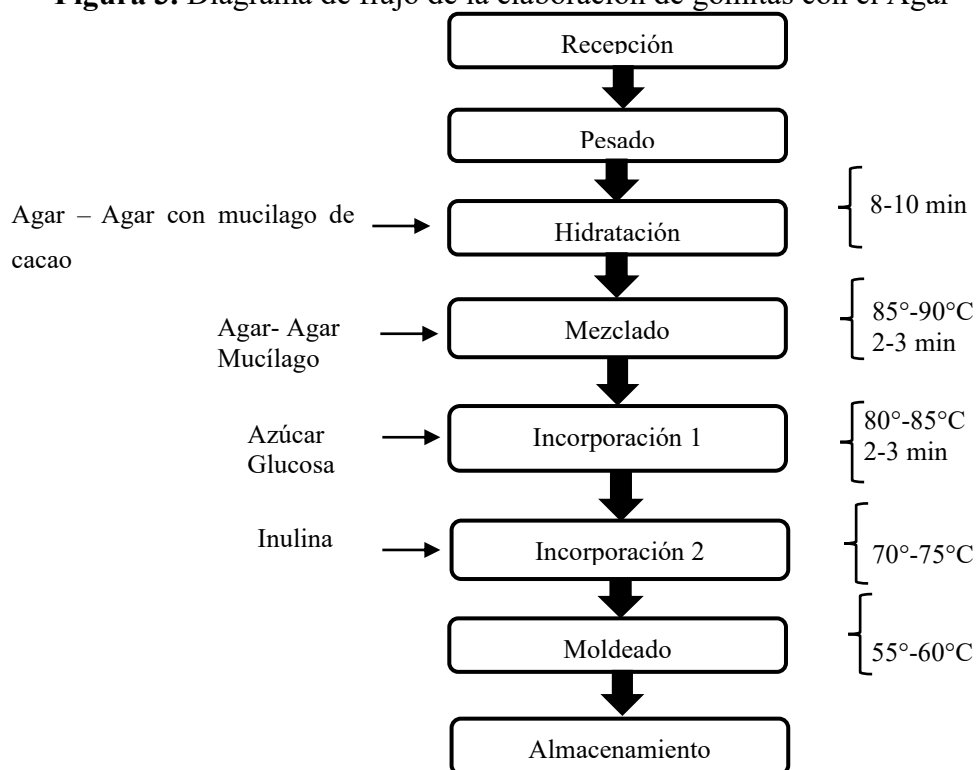 Figura 3. Diagrama de flujo de la elaboración de gomitas con el Agar
Recepción
Pesado
Agar – Agar con mucilago de
cacao
Hidratación
8-10 min
Agar- Agar
Mucílago
Mezclado
85°-90°C
2-3 min
Azúcar
Glucosa
Incorporación 1
80°-85°C
2-3 min
Inulina
Incorporación 2
70°-75°C
Moldeado
55°-60°C
Almacenamiento